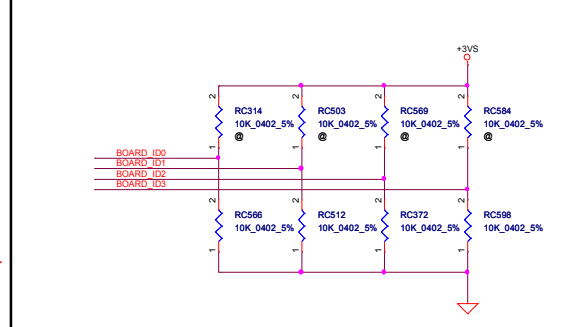 +3VS
2 2 2 2
RC314 RC503 RC569 RC584
10K_0402_5% 10K_0402_5% 10K_0402_5% 10K_0402_5%
@ @ @ @
1 1 1 1
BOARD_ID0
BOARD_ID1
BOARD_ID2
BOARD_ID3
2 2 2 2
RC566 RC512 RC372 RC598
10K_0402_5% 10K_0402_5% 10K_0402_5% 10K_0402_5%
1 1 1 1